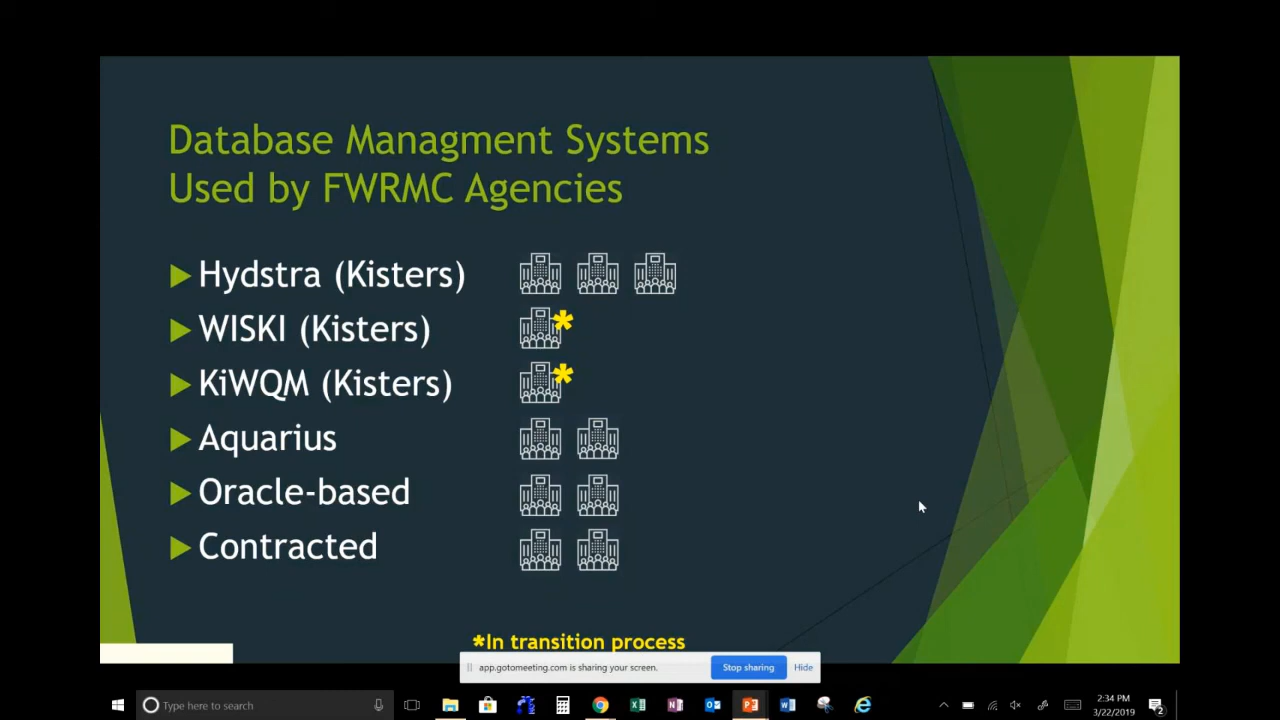 Database Managment Systems
Used by FWRMC Agencies
Hydstra (Kisters)
WISKI (Kisters)
*
KiWQM (Kisters)
*
Aquarius
Oracle-based
Contracted
*In transition process
app.gotomeeting.com is sharing your screen.
Stop sharing
Hide
Type here to search
2:34 PM
3/22/2019
2